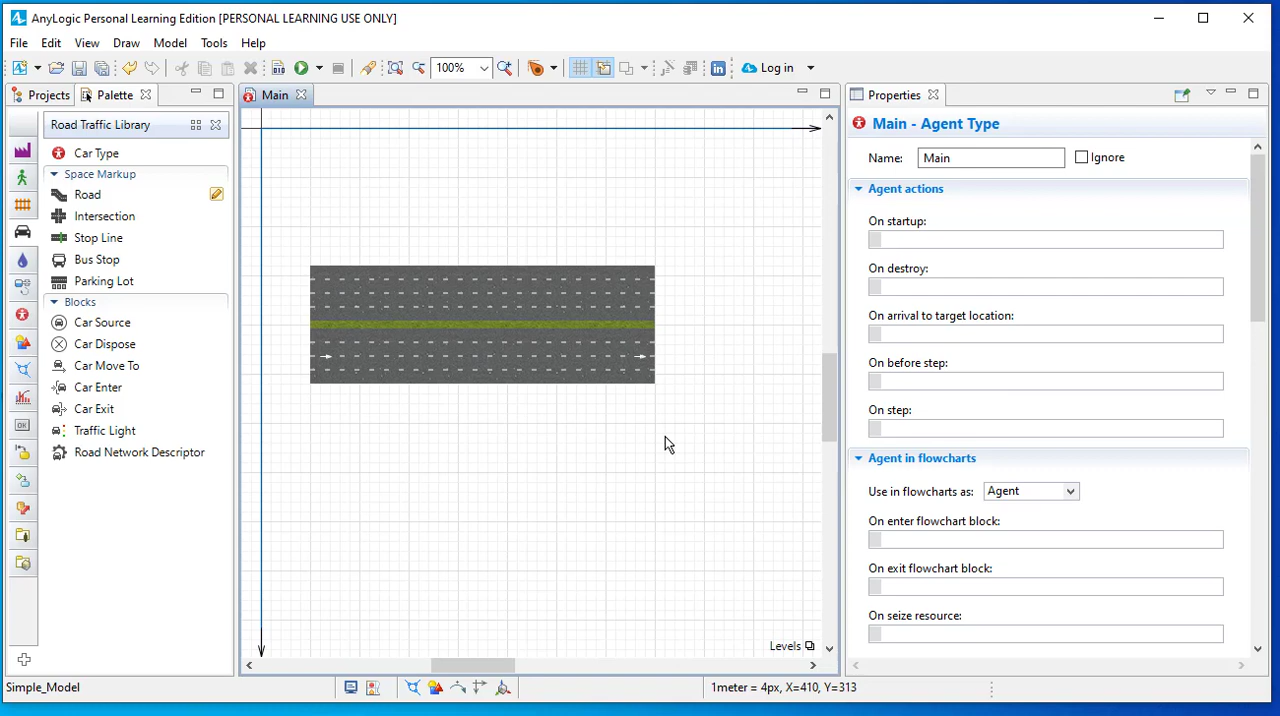 AnyLogic Personal Learning Edition [PERSONAL LEARNING USE ONLY]
File Edit View Draw Model Tools Help
100% Log in
Projects Palette
Road Traffic Library
Car Type
Space Markup
Road
Intersection
Stop Line
Bus Stop
Parking Lot
Blocks
Car Source
Car Dispose
Car Move To
Car Enter
Car Exit
Traffic Light
Road Network Descriptor
Main
Levels
Properties
Main - Agent Type
Name: Main Ignore
Agent actions
On startup:
On destroy:
On arrival to target location:
On before step:
On step:
Agent in flowcharts
Use in flowcharts as: Agent
On enter flowchart block:
On exit flowchart block:
On seize resource:
Simple_Model
1meter = 4px, X=410, Y=313